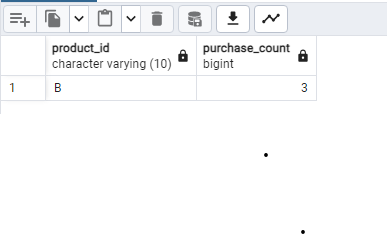 product_id purchase_count
character varying (10) bigint
1 B 3